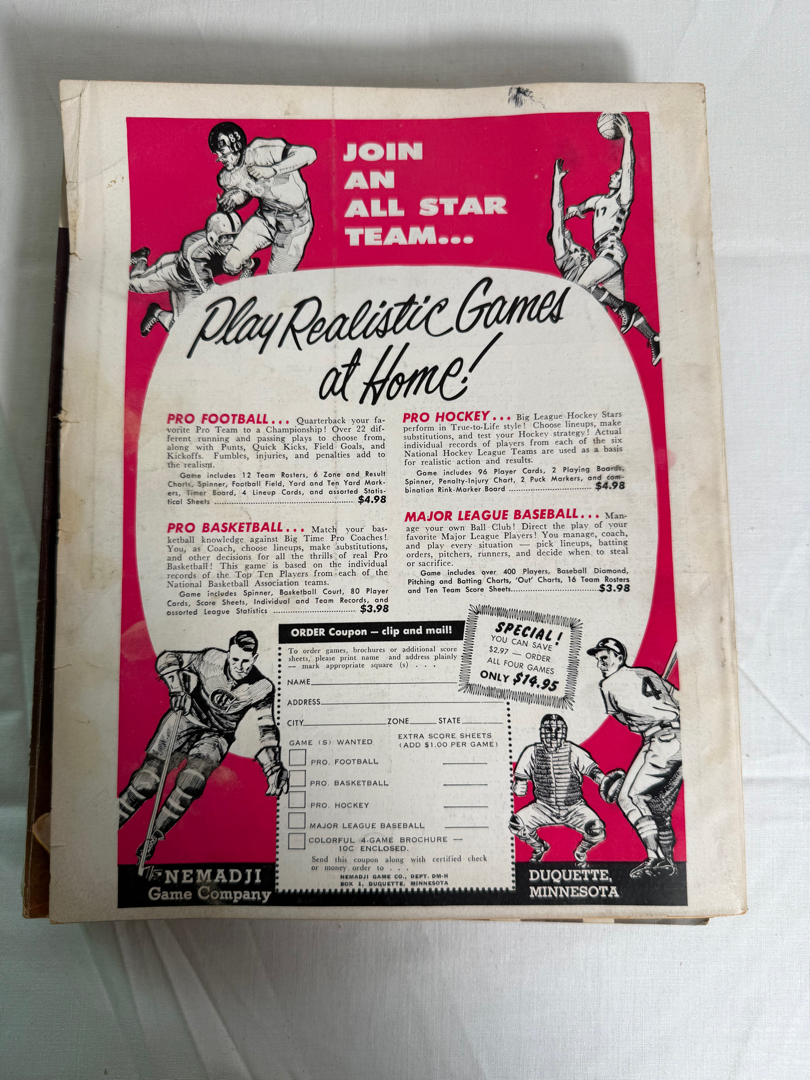 JOIN
AN
ALL STAR
TEAM...
Play Realistic Games
at Home!
PRO FOOTBALL... Quarterback your fa-
vorite Pro Team to a Championship! Over 22 dif-
ferent running and passing plays to choose from,
along with Punts, Quick Kicks, Field Goals, and
Kickoffs. Fumbles, injuries, and penalties add to
the realism.
Game includes 12 Team Rosters, 6 Zone and Result
Charts, Spinner, Football Field, Yard and Ten Yard Mark-
ers, Timer Board, 4 Lineup Cards, and assorted Statis-
tical Sheets ........ $4.98
PRO BASKETBALL... Match your bas-
ketball knowledge against Big Time Pro Coaches!
You, as Coach, choose lineups, make substitutions,
and other decisions for all the thrills of real Pro
Basketball! This game is based on the individual
records of the Top Ten Players from each of the
National Basketball Association teams.
Game includes Spinner, Basketball Court, 80 Player
Cards, Score Sheets, Individual and Team Records, and
assorted League Statistics ........ $3.98
PRO HOCKEY... Big League Hockey Stars
perform in True-to-Life style! Choose lineups, make
substitutions, and test your Hockey strategy! Actual
individual records of players from each of the six
National Hockey League Teams are used as a basis
for realistic action and results.
Game includes 96 Player Cards, 2 Playing Boards,
Spinner, Penalty-Injury Chart, 2 Puck Markers, and com-
bination Rink-Marker Board ........ $4.98
MAJOR LEAGUE BASEBALL... Man-
age your own Ball Club! Direct the play of your
favorite Major League Players! You manage, coach,
and play every situation — pick lineups, batting
orders, pitchers, runners, and decide when to steal
or sacrifice.
Game includes over 400 Players, Baseball Diamond,
Pitching and Batting Charts, 'Out' Charts, 16 Team Rosters
and Ten Team Score Sheets........ $3.98
ORDER Coupon — clip and mail!
To order games, brochures or additional score
sheets, please print name and address plainly
— mark appropriate square (s) . . .
NAME
ADDRESS
CITY ZONE STATE
GAME (S) WANTED
EXTRA SCORE SHEETS
(ADD $1.00 PER GAME)
PRO. FOOTBALL
PRO. BASKETBALL
PRO. HOCKEY
MAJOR LEAGUE BASEBALL
COLORFUL 4-GAME BROCHURE —
10C ENCLOSED.
Send this coupon along with certified check
or money order to . . .
NEMADJI GAME CO., DEPT. DM-H
BOX 1, DUQUETTE, MINNESOTA
SPECIAL!
YOU CAN SAVE
$2.97 — ORDER
ALL FOUR GAMES
ONLY $14.95
NEMADJI
Game Company
DUQUETTE,
MINNESOTA
83
17
4